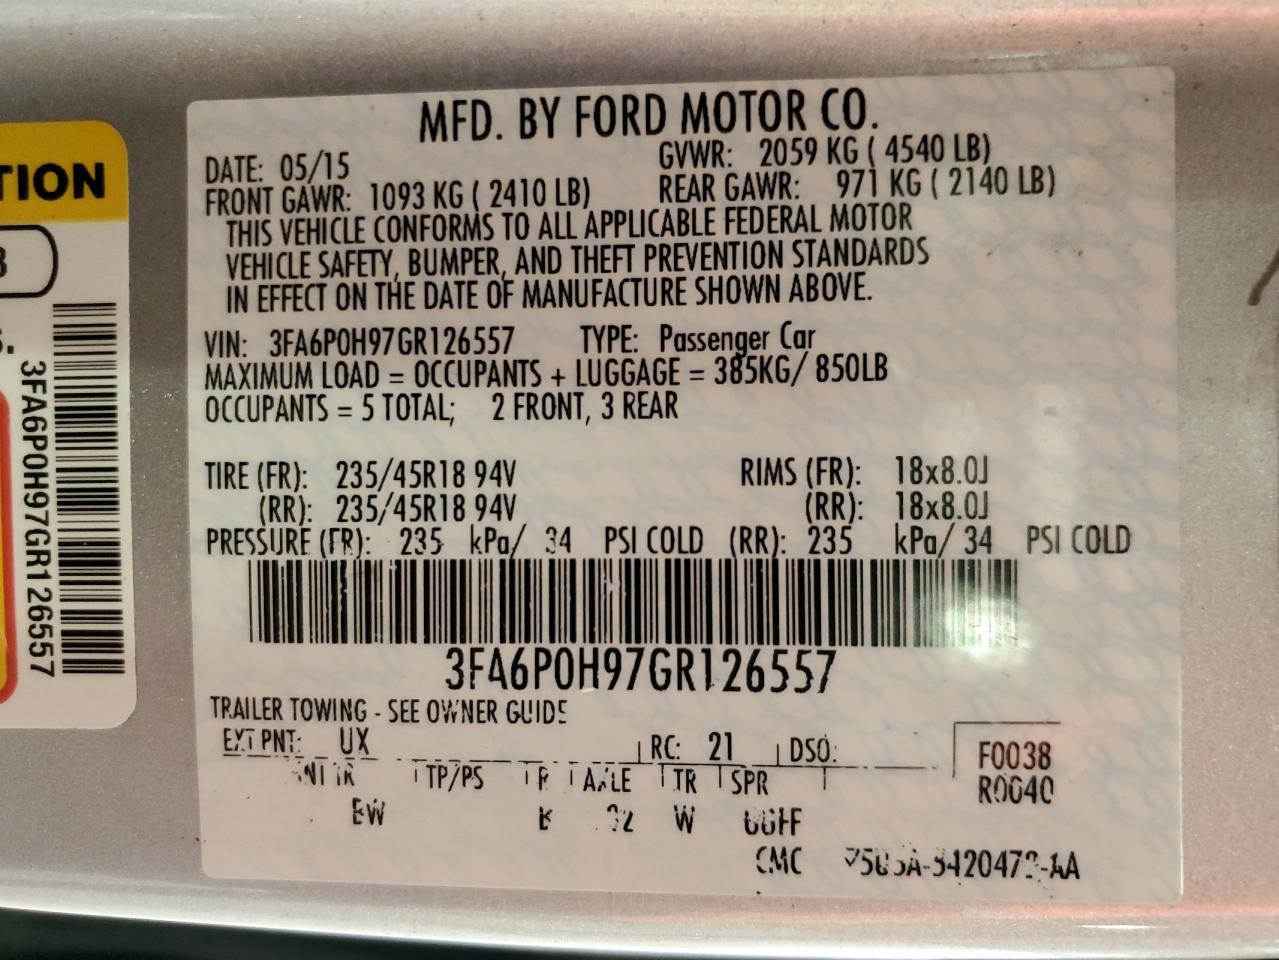 TION
3
S.
3FA6P0H97GR126557
MFD. BY FORD MOTOR CO.
DATE: 05/15 GVWR: 2059 KG ( 4540 LB)
FRONT GAWR: 1093 KG ( 2410 LB) REAR GAWR: 971 KG ( 2140 LB)
THIS VEHICLE CONFORMS TO ALL APPLICABLE FEDERAL MOTOR
VEHICLE SAFETY, BUMPER, AND THEFT PREVENTION STANDARDS
IN EFFECT ON THE DATE OF MANUFACTURE SHOWN ABOVE.
VIN: 3FA6P0H97GR126557 TYPE: Passenger Car
MAXIMUM LOAD = OCCUPANTS + LUGGAGE = 385KG/ 850LB
OCCUPANTS = 5 TOTAL; 2 FRONT, 3 REAR
TIRE (FR): 235/45R18 94V RIMS (FR): 18x8.0J
(RR): 235/45R18 94V (RR): 18x8.0J
PRESSURE (FR): 235 kPa/ 34 PSI COLD (RR): 235 kPa/ 34 PSI COLD
3FA6P0H97GR126557
TRAILER TOWING - SEE OWNER GUIDE
EXT PNT: UX RC: 21 DSO: F0038
TP/PS R AXLE TR SPR R0040
W
CMC